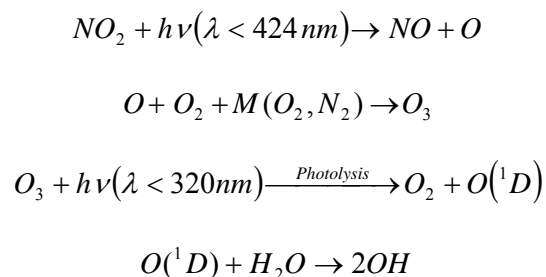 NO₂ + hν(λ < 424 nm) → NO + O
O + O₂ + M (O₂, N₂) → O₃
O₃ + hν(λ < 320nm) —Photolysis→ O₂ + O(¹D)
O(¹D) + H₂O → 2OH